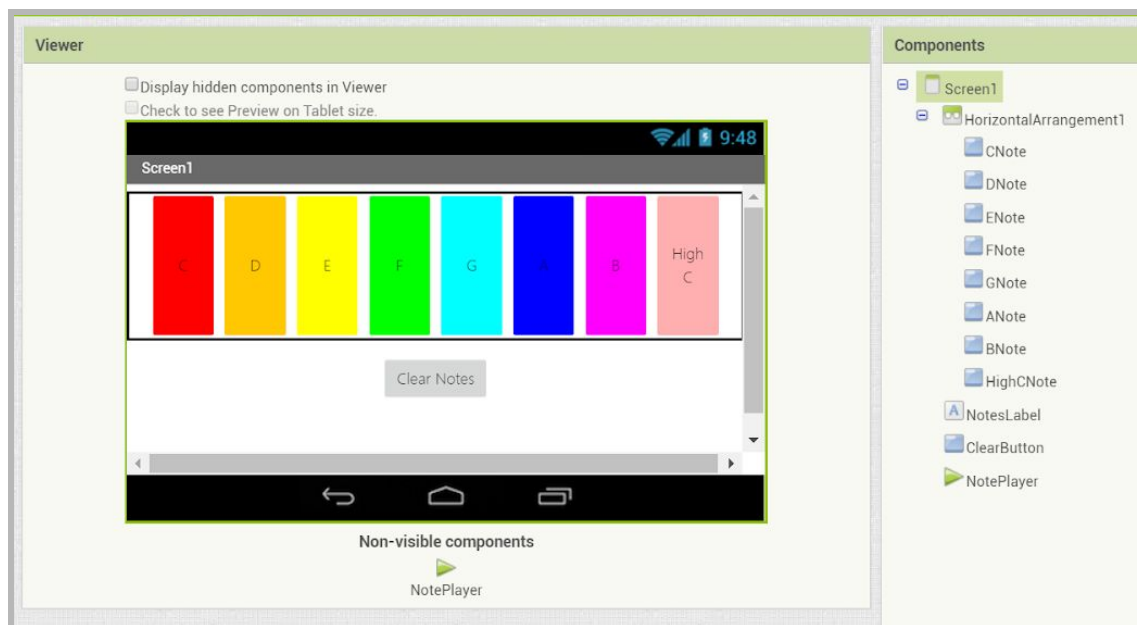 Viewer
Display hidden components in Viewer
Check to see Preview on Tablet size.
9:48
Screen1
C
D
E
F
G
A
B
High
C
Clear Notes
Non-visible components
NotePlayer
Components
Screen1
HorizontalArrangement1
CNote
DNote
ENote
FNote
GNote
ANote
BNote
HighCNote
A NotesLabel
ClearButton
NotePlayer